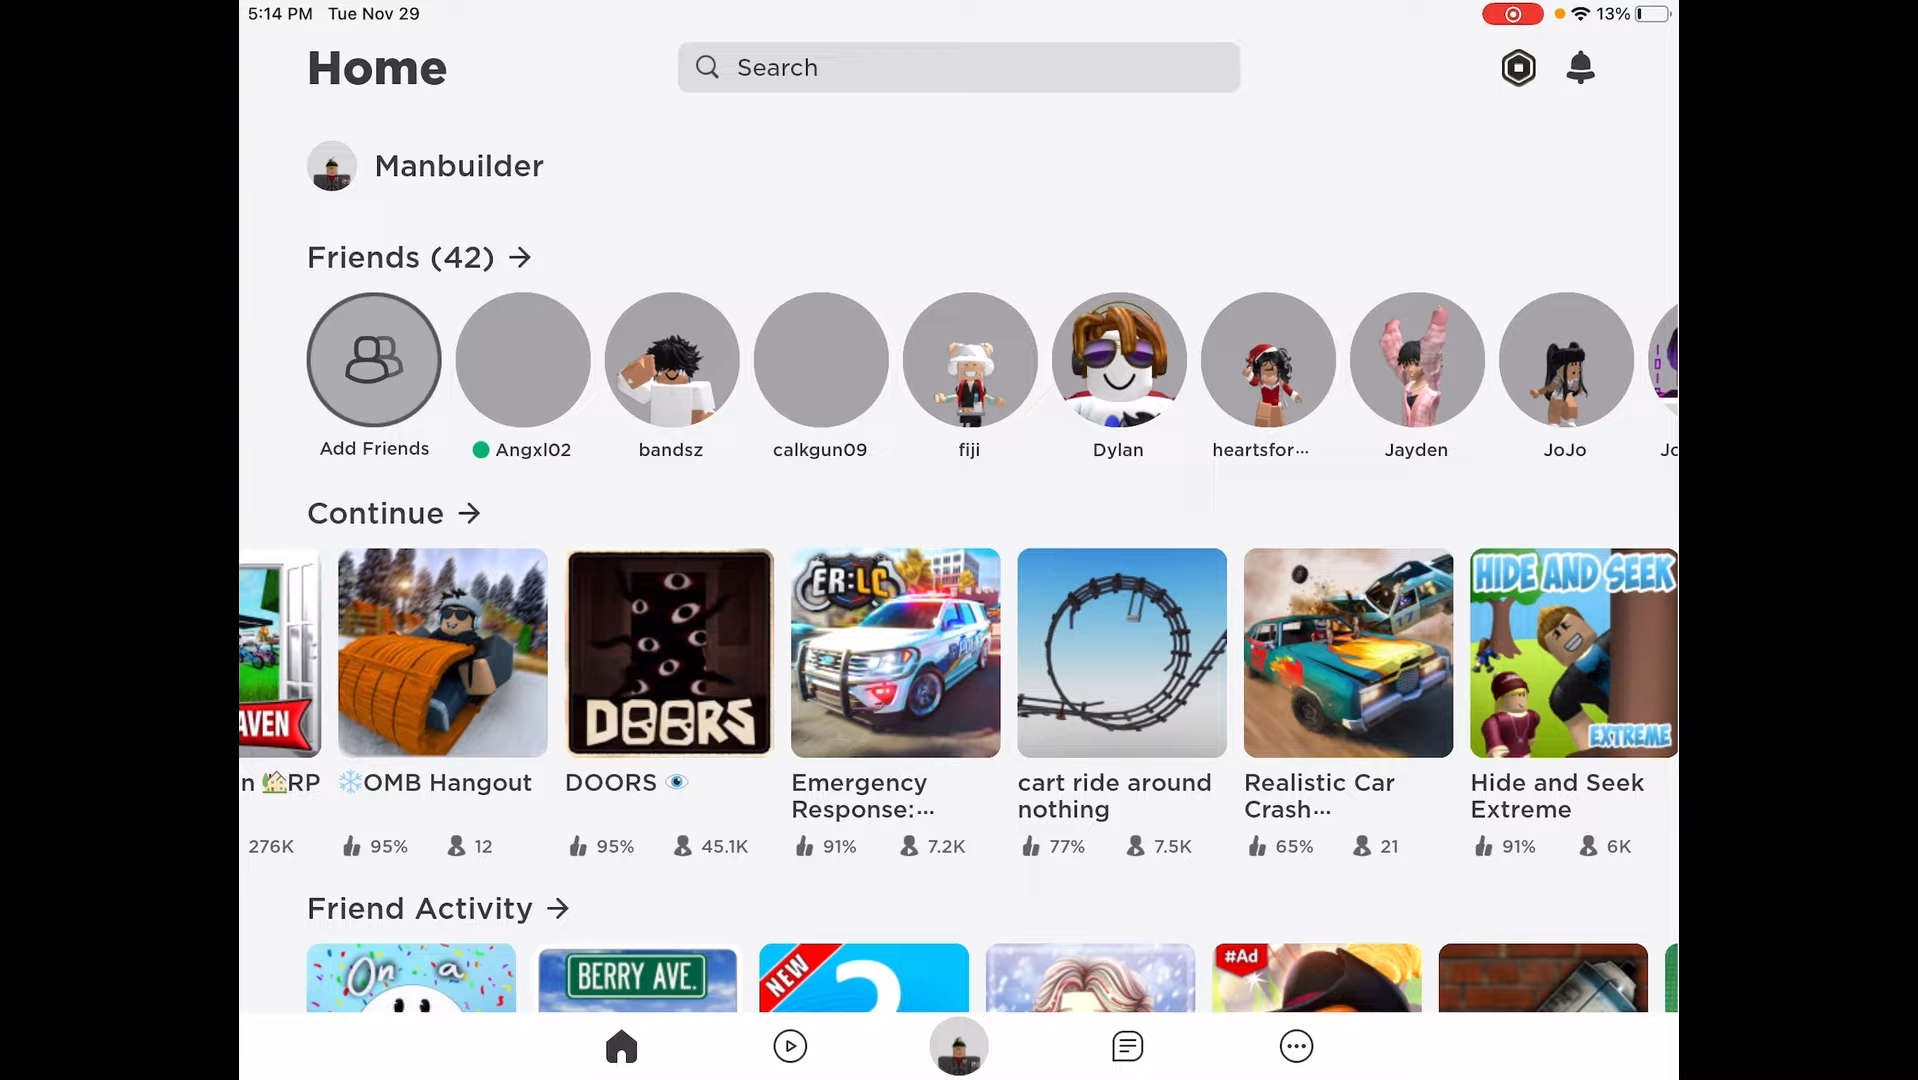 5:14 PM Tue Nov 29
13%
Home
Search
Manbuilder
Friends (42) →
Add Friends
Angxl02
bandsz
calkgun09
fiji
Dylan
heartsfor···
Jayden
JoJo
Jo
Continue →
AVEN
DOORS
ER:LC
HIDE AND SEEK
EXTREME
n 🏡RP
❄️OMB Hangout
DOORS 👁️
Emergency
Response:···
cart ride around
nothing
Realistic Car
Crash···
Hide and Seek
Extreme
276K
95% 12
95% 45.1K
91% 7.2K
77% 7.5K
65% 21
91% 6K
Friend Activity →
On a
BERRY AVE.
NEW
2
#Ad